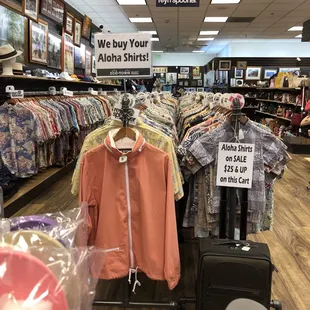 We buy your
Aloha Shirts!
Aloha Shirts
on SALE
$25 & UP
on this Cart